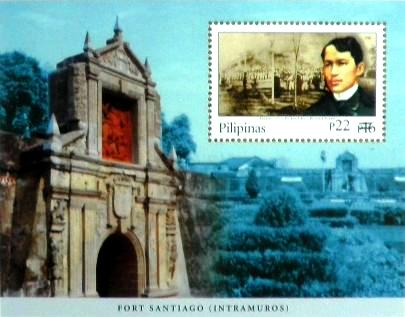 Pilipinas
P22 P16
FORT SANTIAGO (INTRAMUROS)